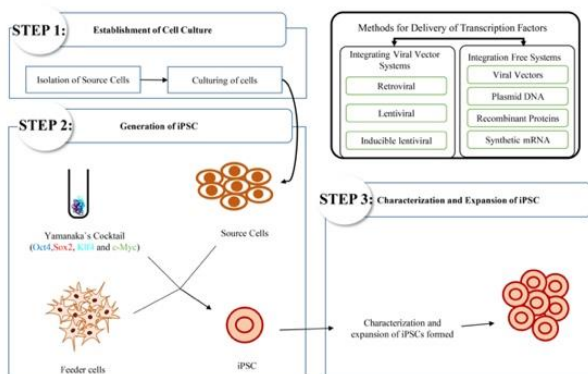 STEP 1:
Establishment of Cell Culture
Isolation of Source Cells
Culturing of cells
Methods for Delivery of Transcription Factors
Integrating Viral Vector
Systems
Retroviral
Lentiviral
Inducible lentiviral
Integration Free Systems
Viral Vectors
Plasmid DNA
Recombinant Proteins
Synthetic mRNA
STEP 2:
Generation of iPSC
Yamanaka`s Cocktail
(Oct4,Sox2, Klf4 and c-Myc)
Source Cells
Feeder cells
iPSC
STEP 3:
Characterization and Expansion of iPSC
Characterization and
expansion of iPSCs formed